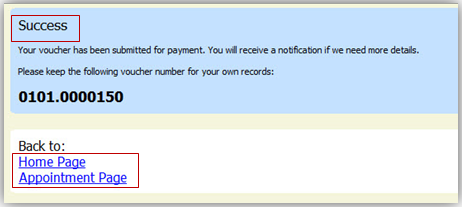 Success
Your voucher has been submitted for payment. You will receive a notification if we need more details.
Please keep the following voucher number for your own records:
0101.0000150
Back to:
Home Page
Appointment Page